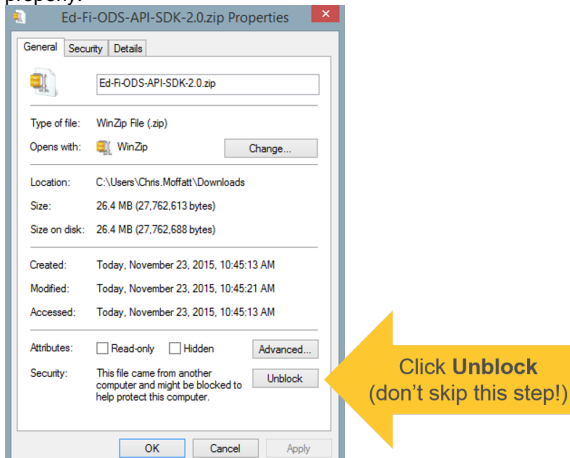 properly.
Ed-Fi-ODS-API-SDK-2.0.zip Properties
General Security Details
Ed-Fi-ODS-API-SDK-2.0.zip
Type of file: WinZip File (.zip)
Opens with: WinZip Change...
Location: C:\Users\Chris.Moffatt\Downloads
Size: 26.4 MB (27,762,613 bytes)
Size on disk: 26.4 MB (27,762,688 bytes)
Created: Today, November 23, 2015, 10:45:13 AM
Modified: Today, November 23, 2015, 10:45:21 AM
Accessed: Today, November 23, 2015, 10:45:13 AM
Attributes: Read-only Hidden Advanced...
Security: This file came from another
computer and might be blocked to
help protect this computer.
Unblock
Click Unblock
(don't skip this step!)
OK Cancel Apply